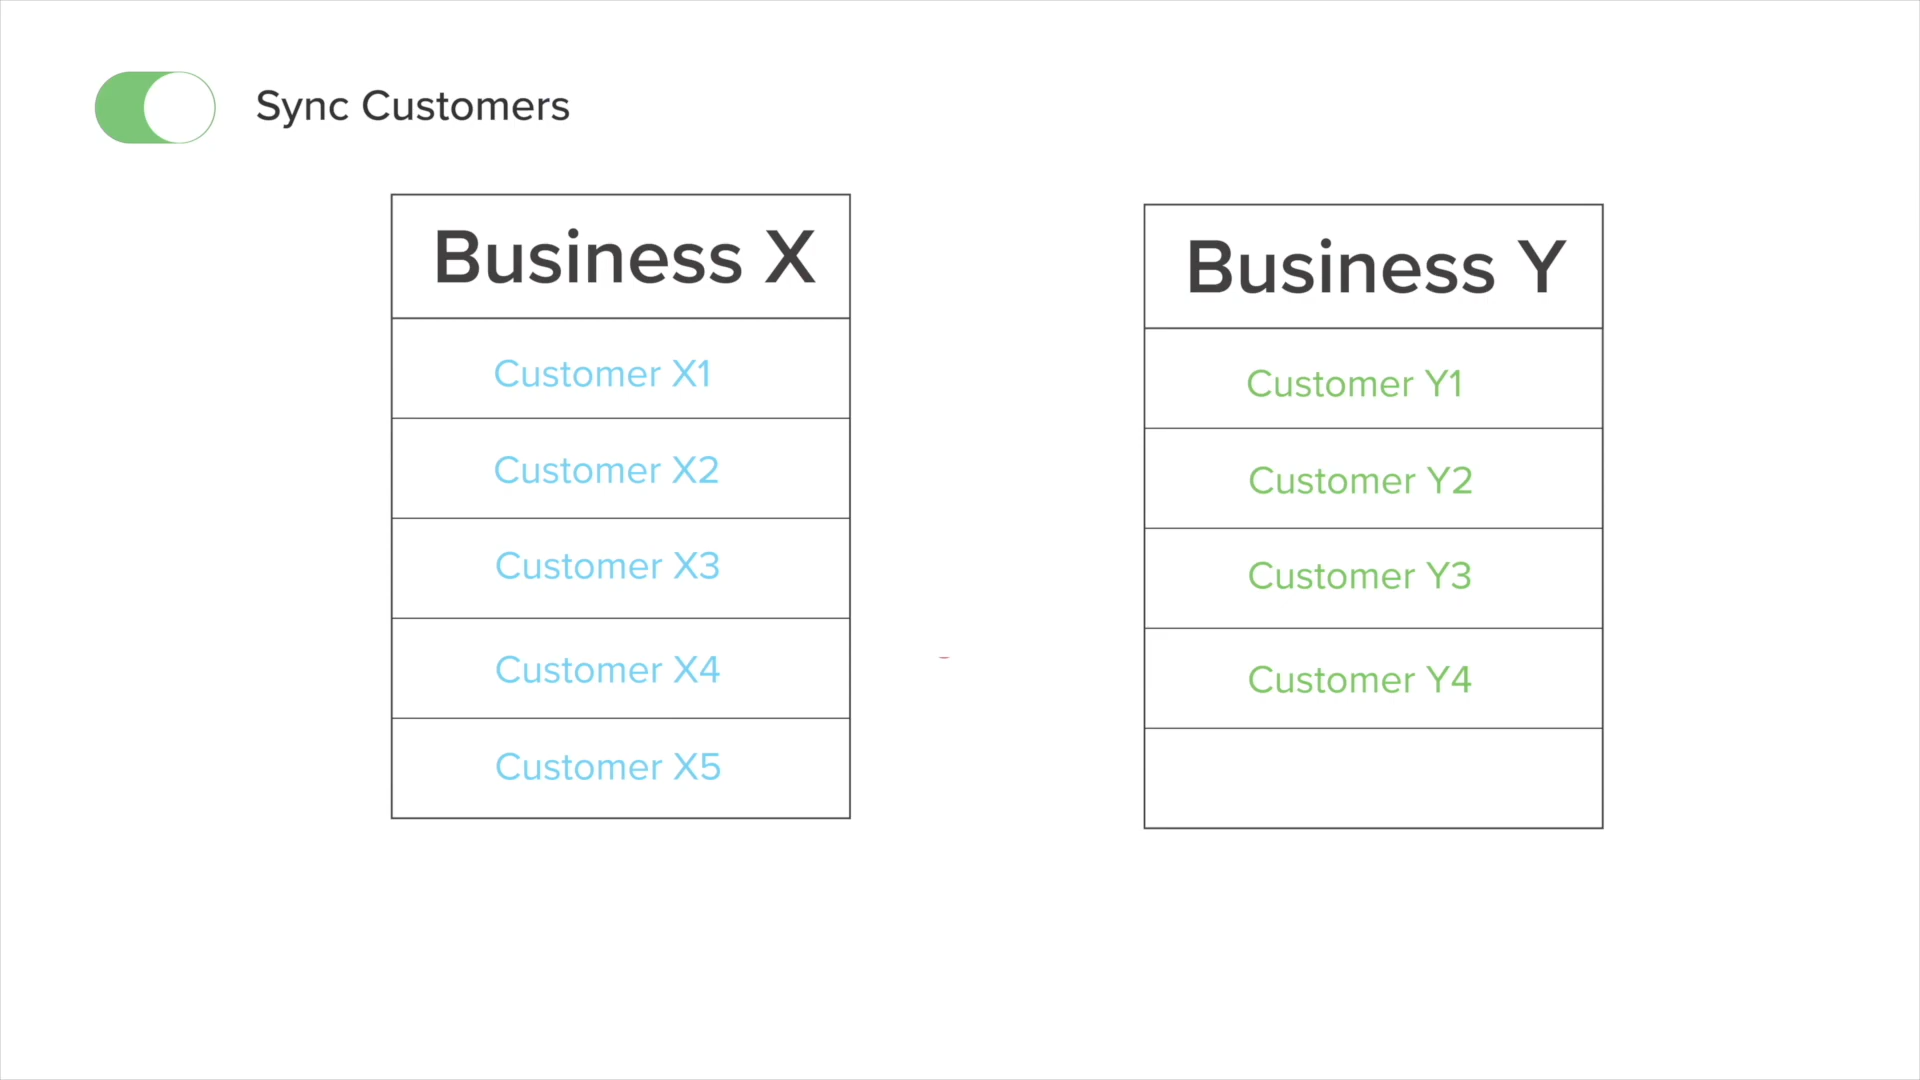 Sync Customers
Business X
Customer X1
Customer X2
Customer X3
Customer X4
Customer X5
Business Y
Customer Y1
Customer Y2
Customer Y3
Customer Y4